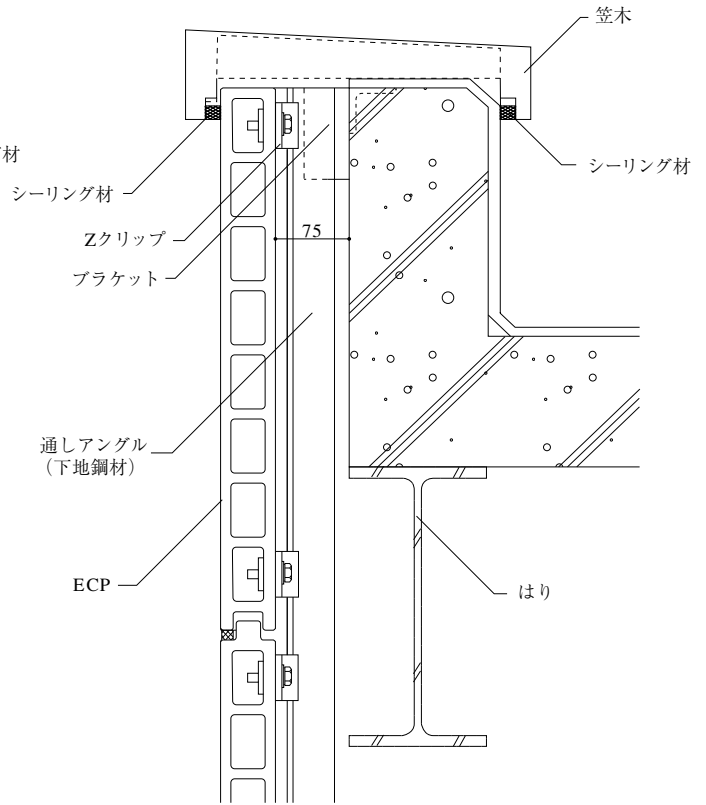 笠木
材
シーリング材
シーリング材
Zクリップ
75
ブラケット
通しアングル
（下地鋼材）
ECP
はり